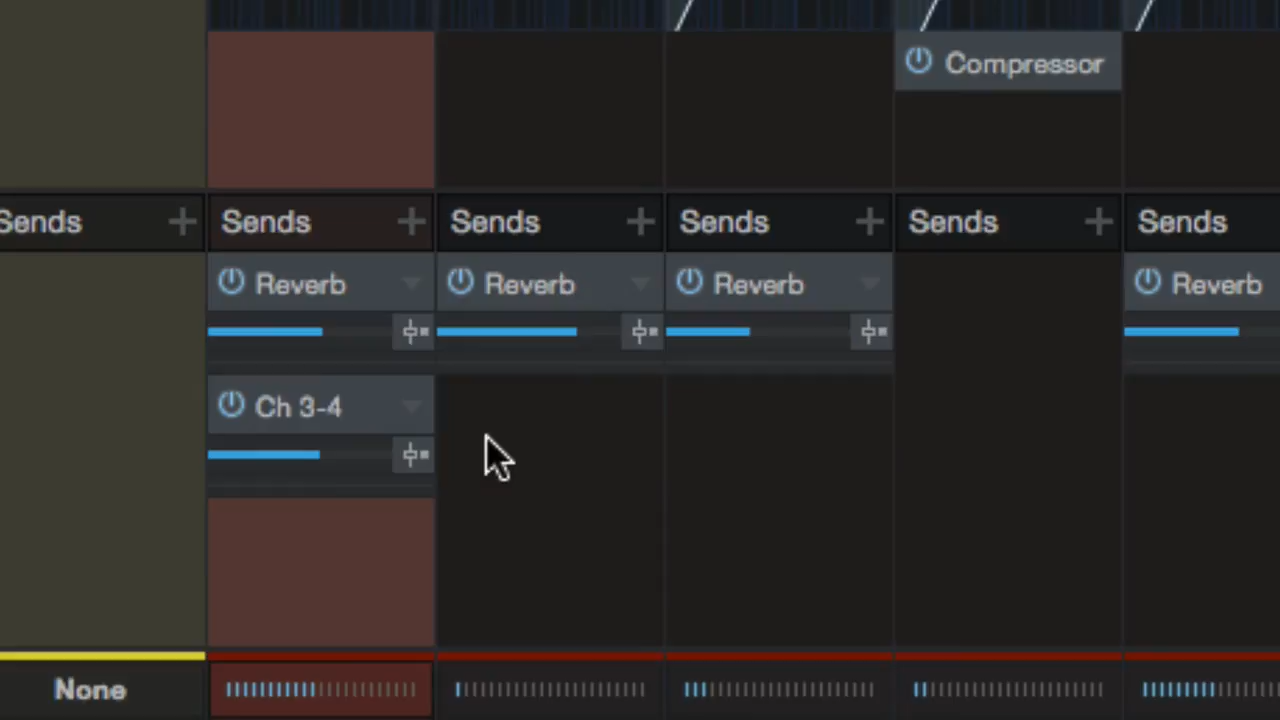 Compressor
Sends Sends Sends Sends Sends Sends
Reverb Reverb Reverb Reverb
Ch 3-4
None